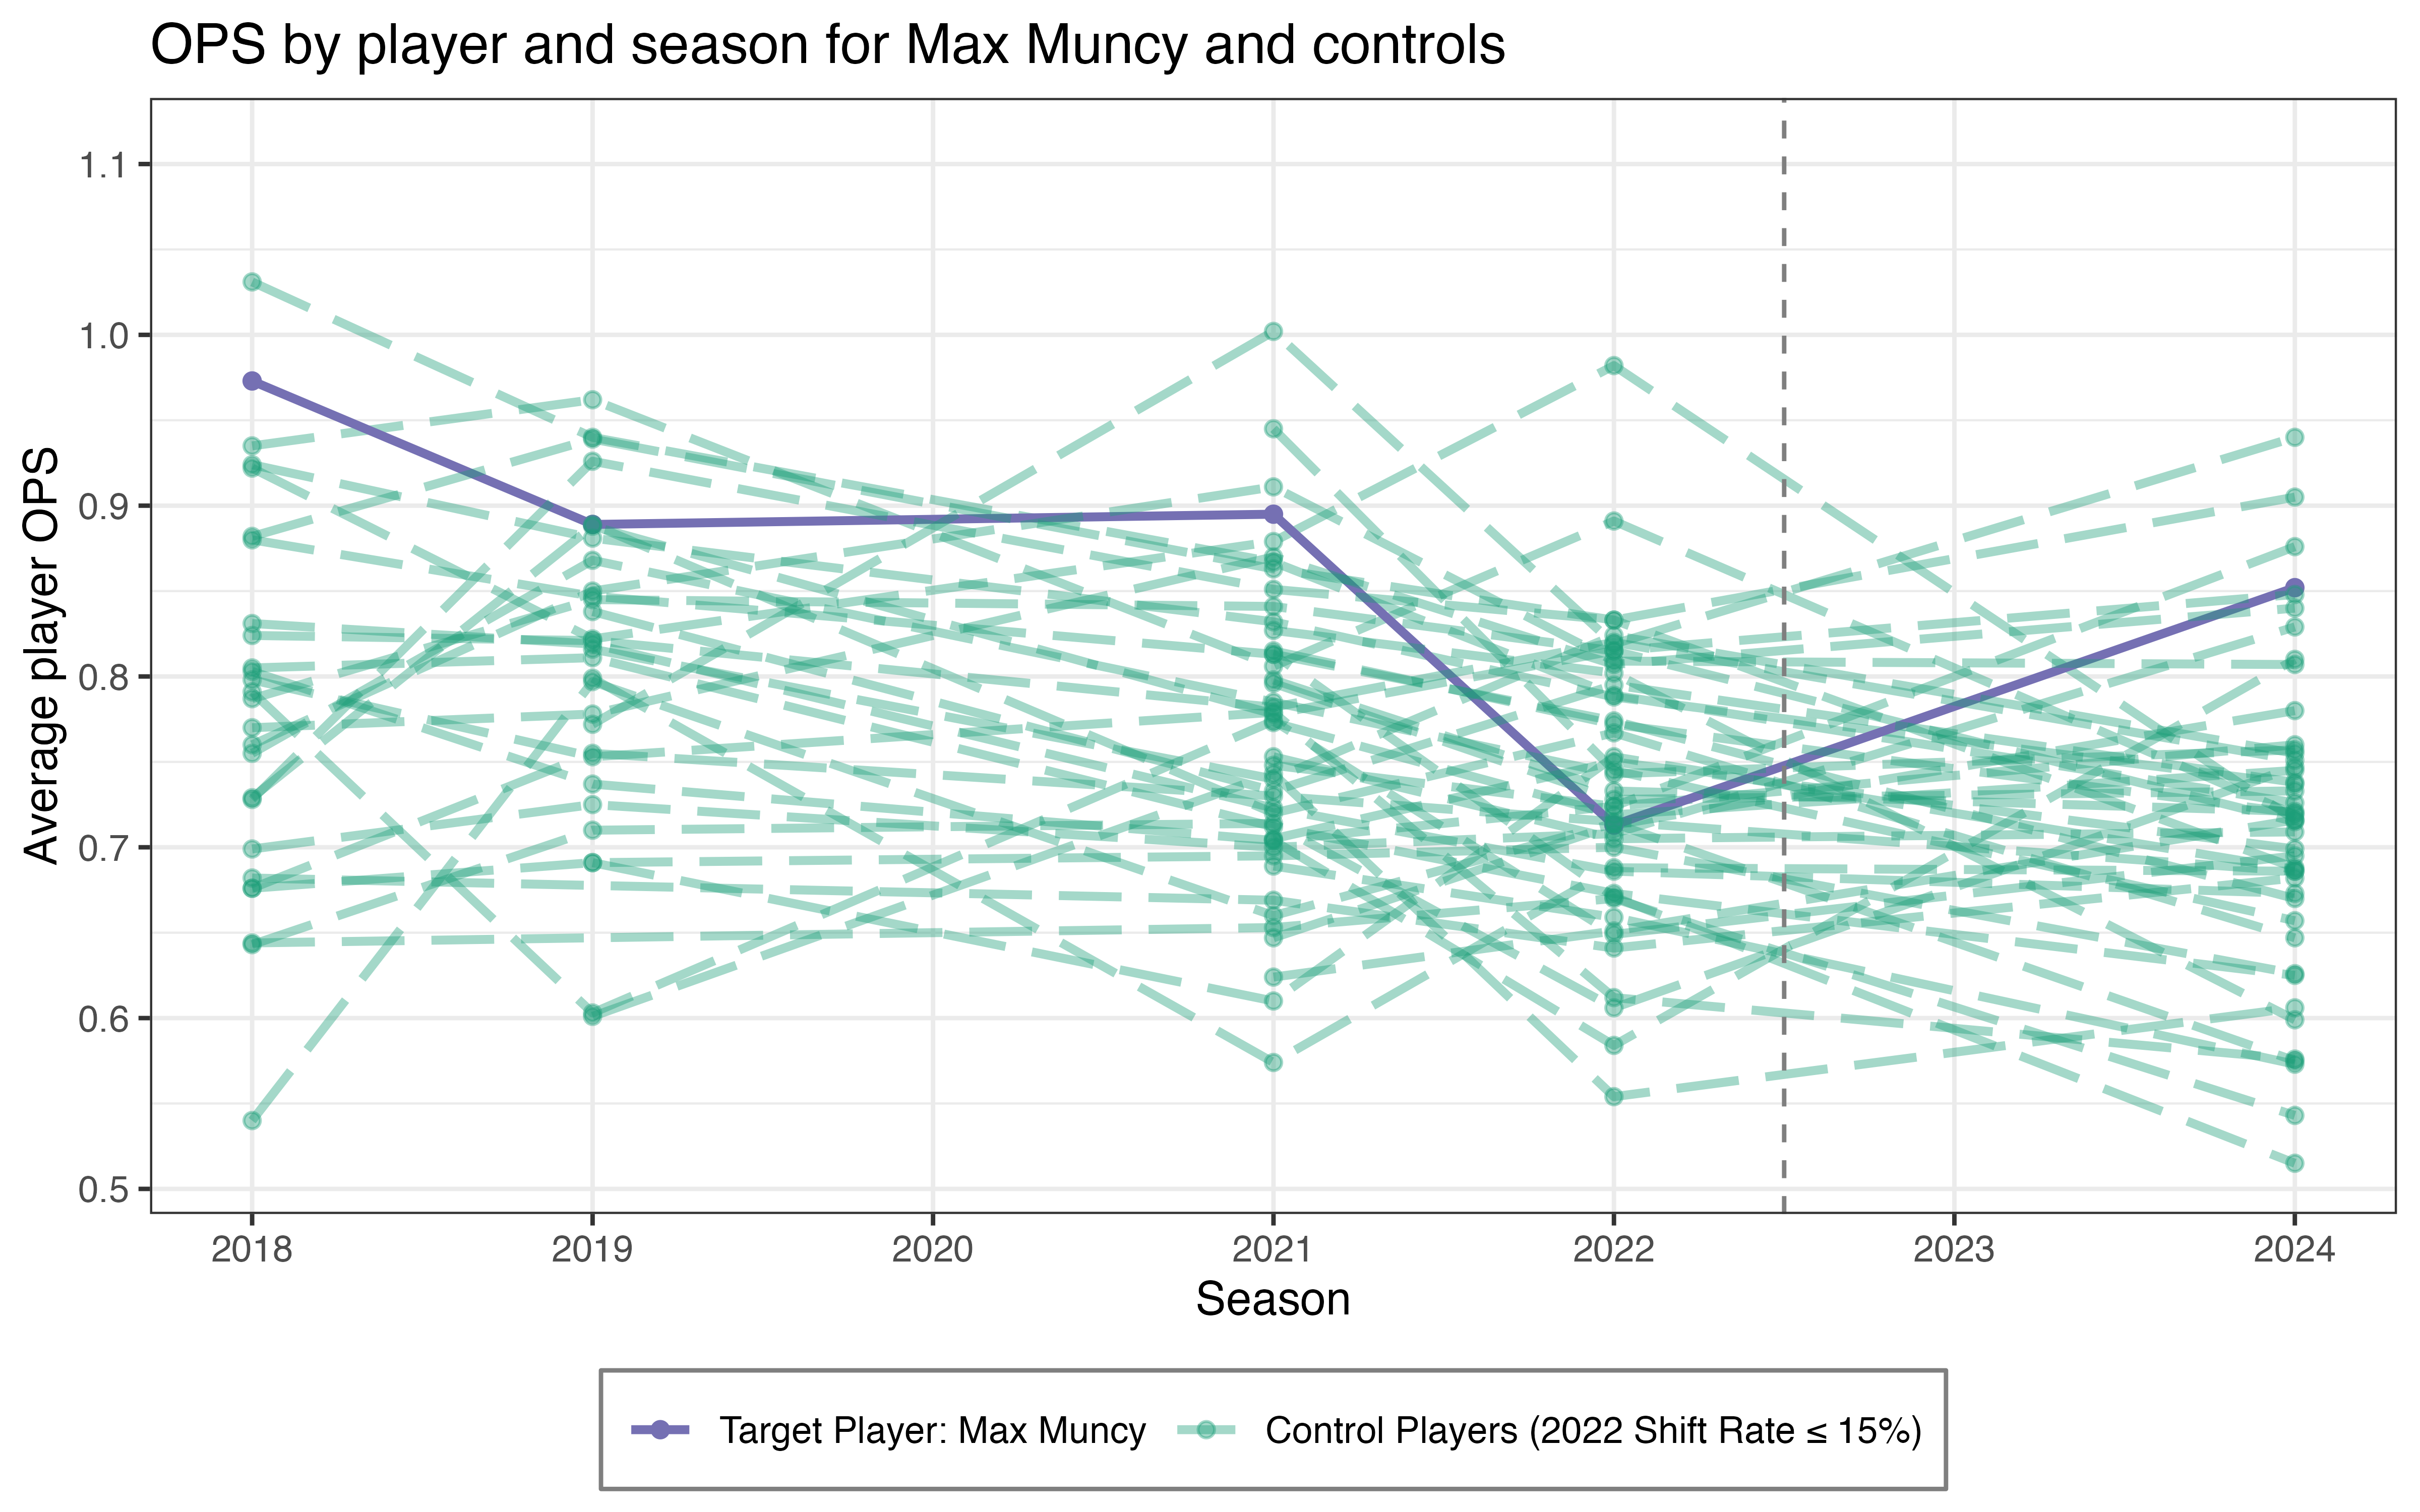 OPS by player and season for Max Muncy and controls
Average player OPS
1.1
1.0
0.9
0.8
0.7
0.6
0.5
2018 2019 2020 2021 2022 2023 2024
Season
Target Player: Max Muncy Control Players (2022 Shift Rate ≤ 15%)